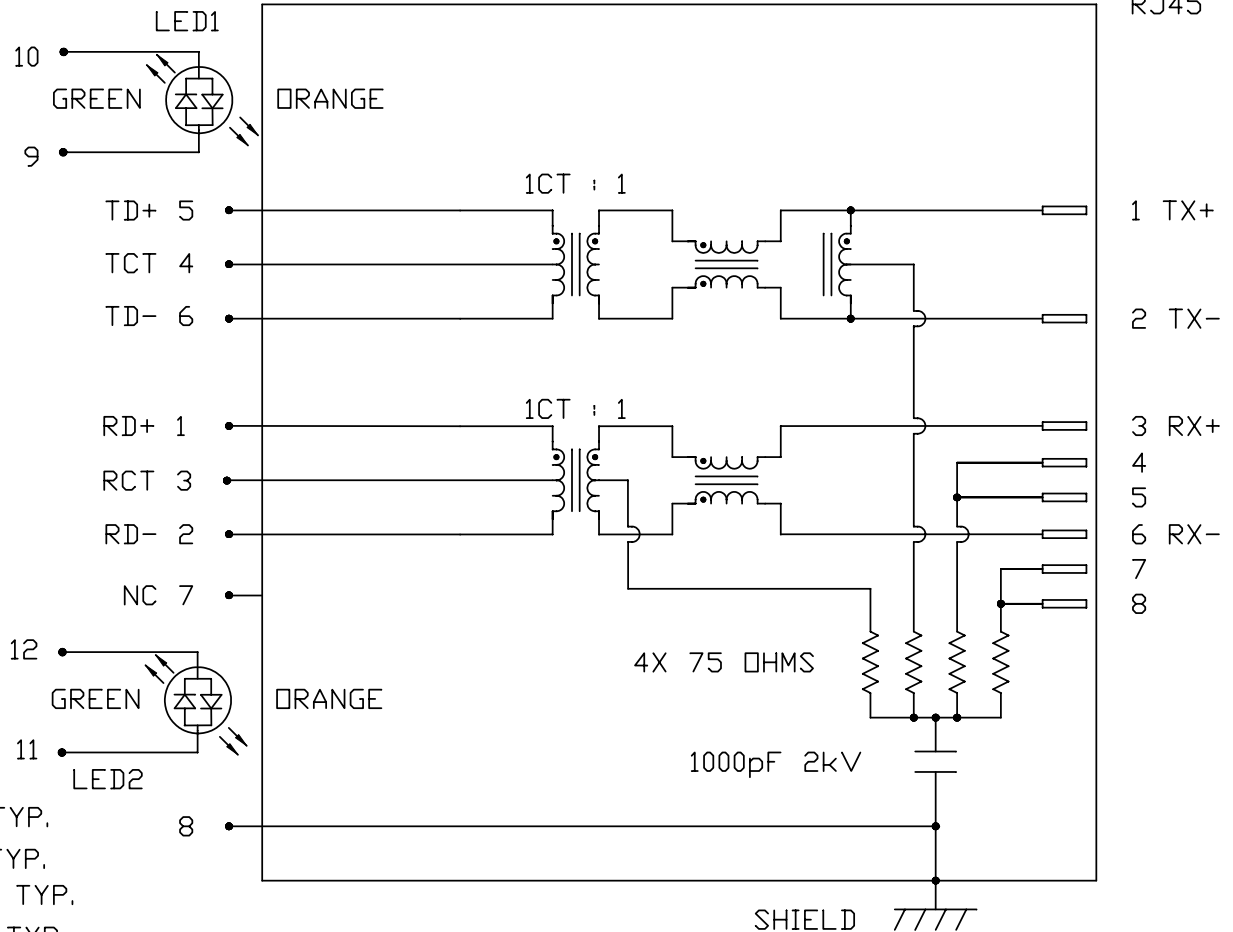 RJ45
LED1
10
GREEN ORANGE
9
1CT : 1
TD+ 5 1 TX+
TCT 4
TD- 6 2 TX-
1CT : 1
RD+ 1 3 RX+
4
RCT 3
5
RD- 2 6 RX-
7
NC 7 8
12
4X 75 OHMS
GREEN ORANGE
11
1000pF 2kV
LED2
TYP.
8
TYP.
TYP.
SHIELD
TYP.